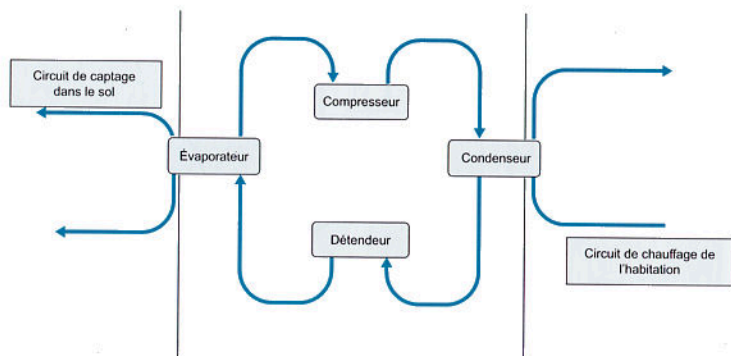 Circuit de captage
dans le sol
Compresseur
Évaporateur
Condenseur
Détendeur
Circuit de chauffage de
l'habitation